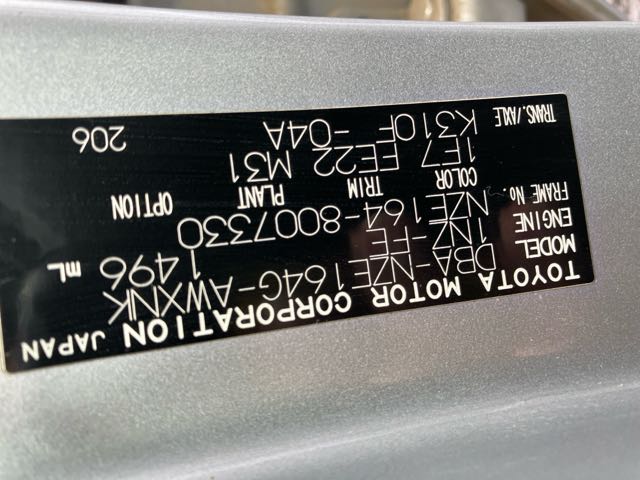 TOYOTA MOTOR CORPORATION JAPAN
MODEL DBA-NZE164G-AWXNK
ENGINE 1NZ-FE 1496 mL
FRAME No. NZE164-8007330
COLOR TRIM PLANT OPTION
1E7 FE22 M31
TRANS./AXLE K310F-04A
206